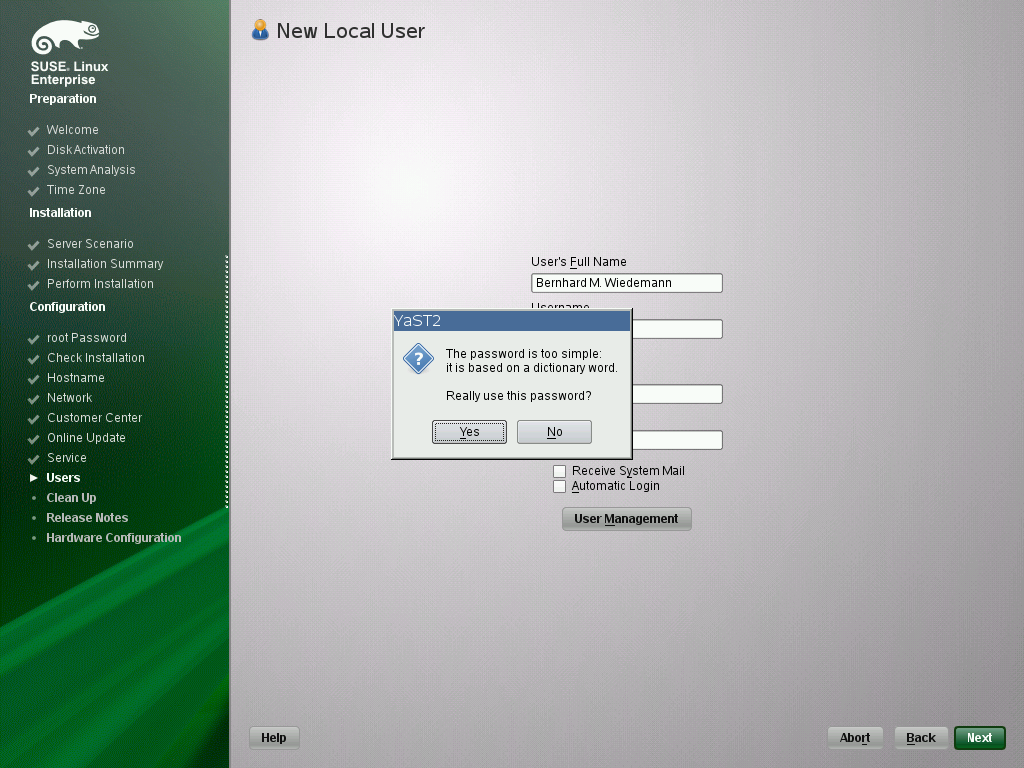 SUSE. Linux
Enterprise
Preparation
Welcome
Disk Activation
System Analysis
Time Zone
Installation
Server Scenario
Installation Summary
Perform Installation
Configuration
root Password
Check Installation
Hostname
Network
Customer Center
Online Update
Service
Users
Clean Up
Release Notes
Hardware Configuration
New Local User
User's Full Name
Bernhard M. Wiedemann
Username
YaST2
The password is too simple:
it is based on a dictionary word.
Really use this password?
Yes No
Receive System Mail
Automatic Login
User Management
Help Abort Back Next